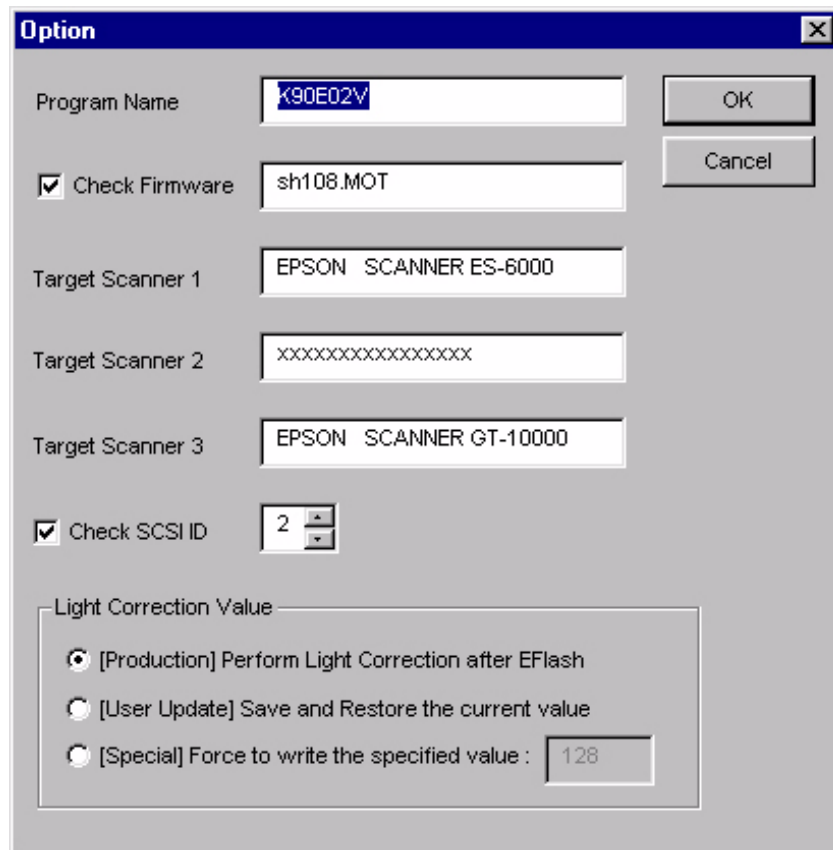 Option
Program Name K90E02V OK
Cancel
Check Firmware sh108.MOT
Target Scanner 1 EPSON   SCANNER ES-6000
Target Scanner 2 xxxxxxxxxxxxxxxx
Target Scanner 3 EPSON   SCANNER GT-10000
Check SCSI ID 2
Light Correction Value
[Production] Perform Light Correction after EFlash
[User Update] Save and Restore the current value
[Special] Force to write the specified value : 128